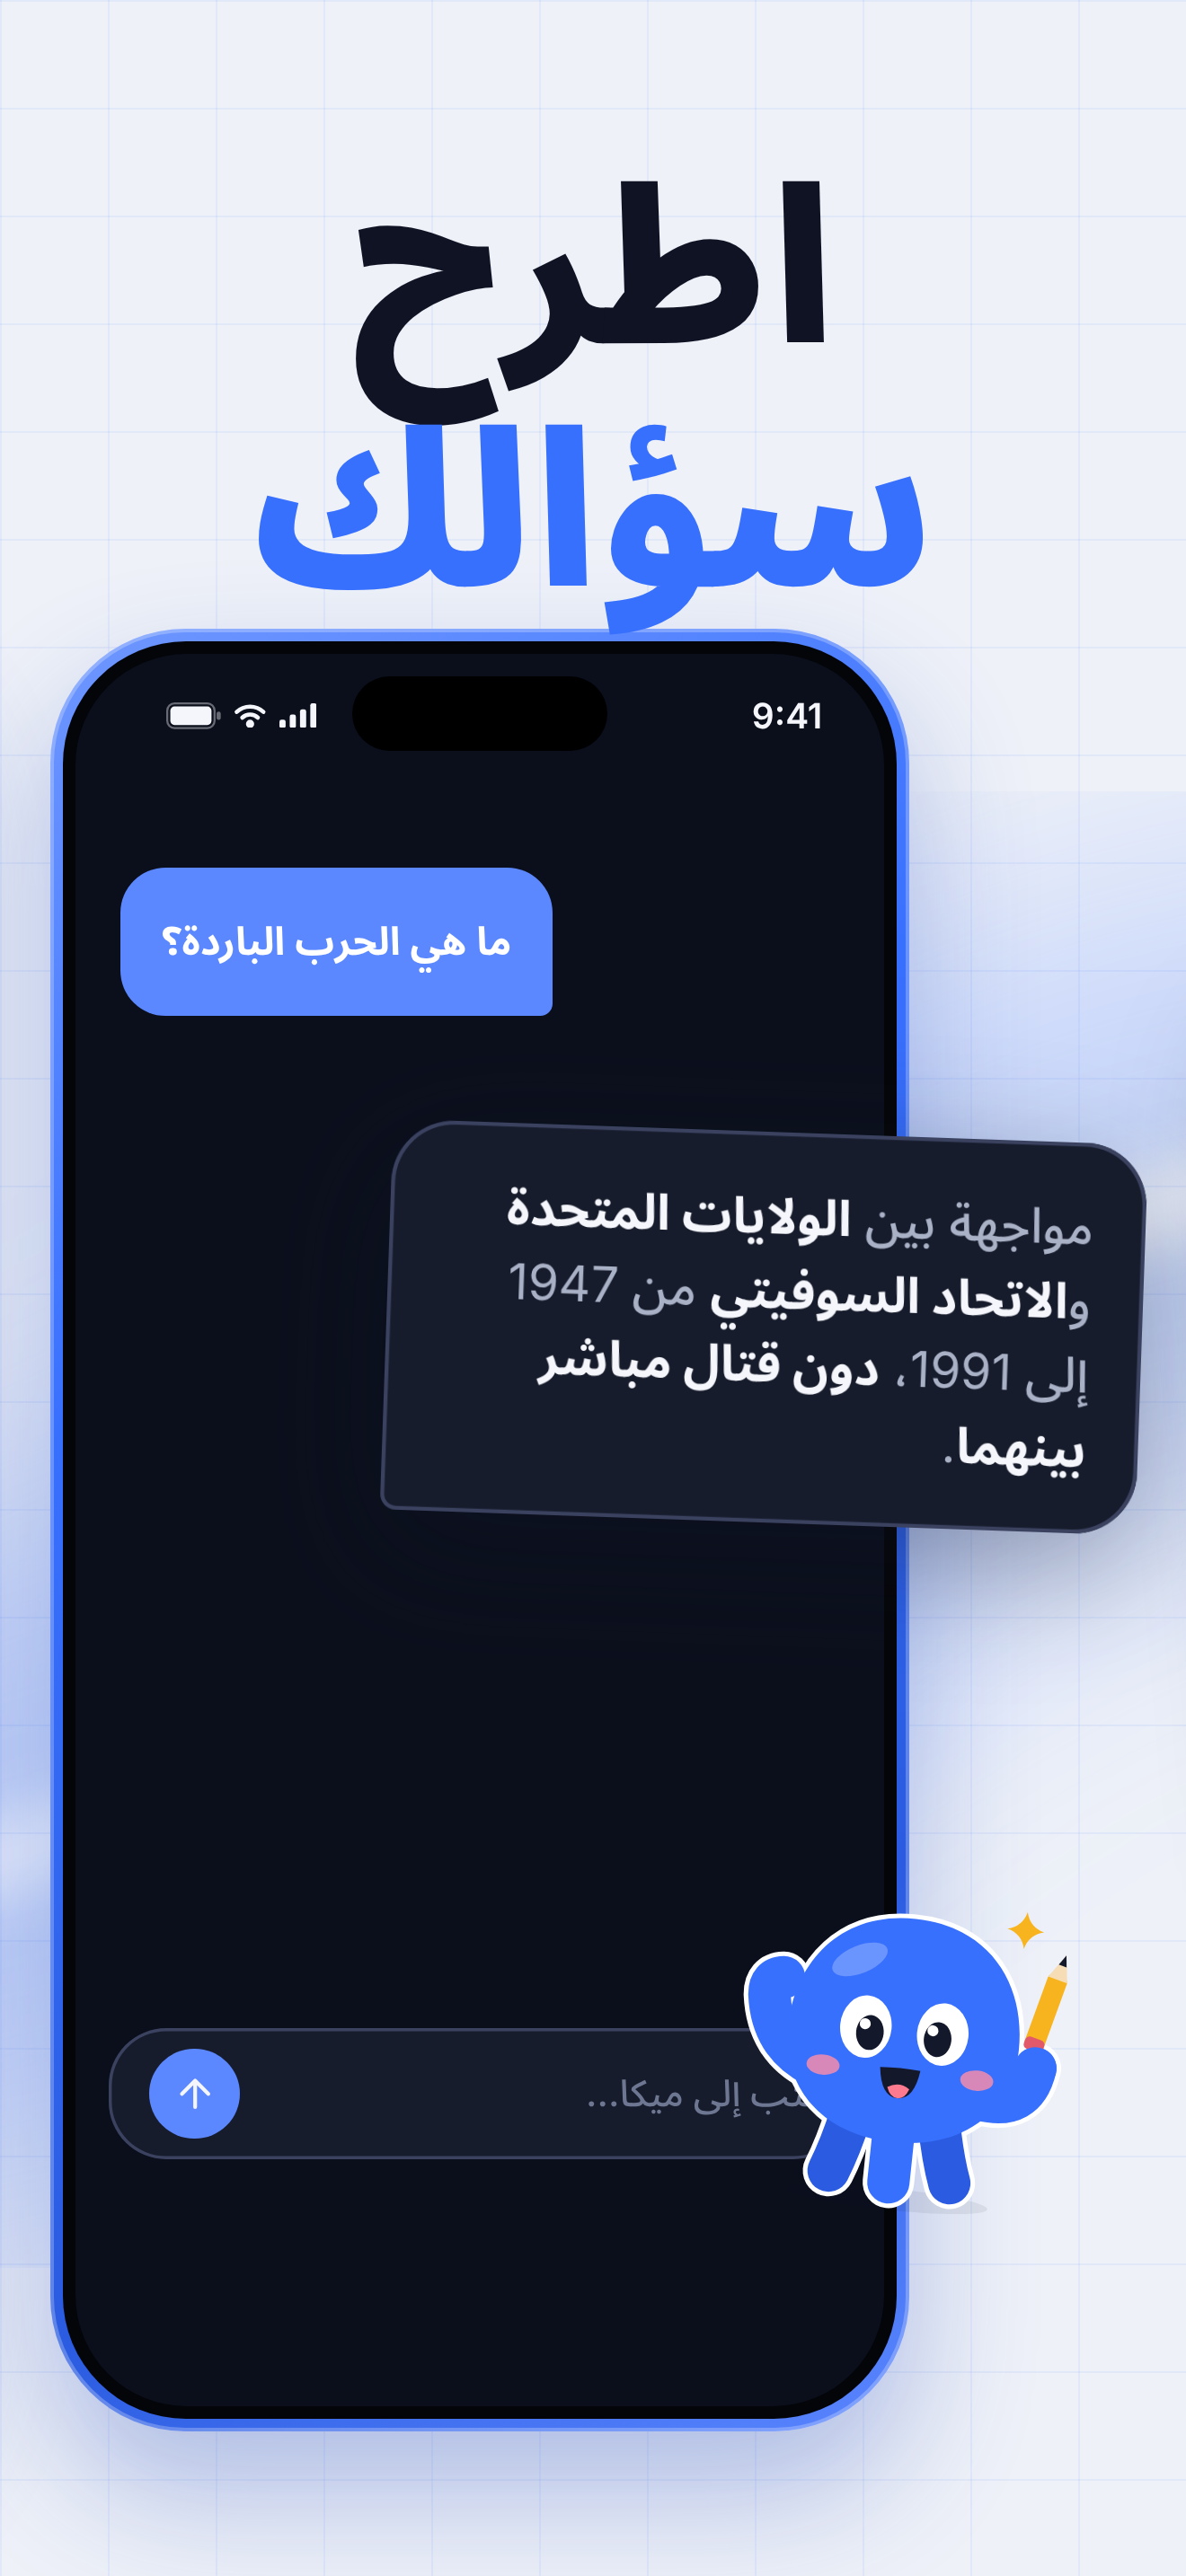 اطرح
سؤالك
9:41
ما هي الحرب الباردة؟
مواجهة بين الولايات المتحدة
والاتحاد السوفيتي من 1947
إلى 1991، دون قتال مباشر
بينهما.
إلى ميكا...